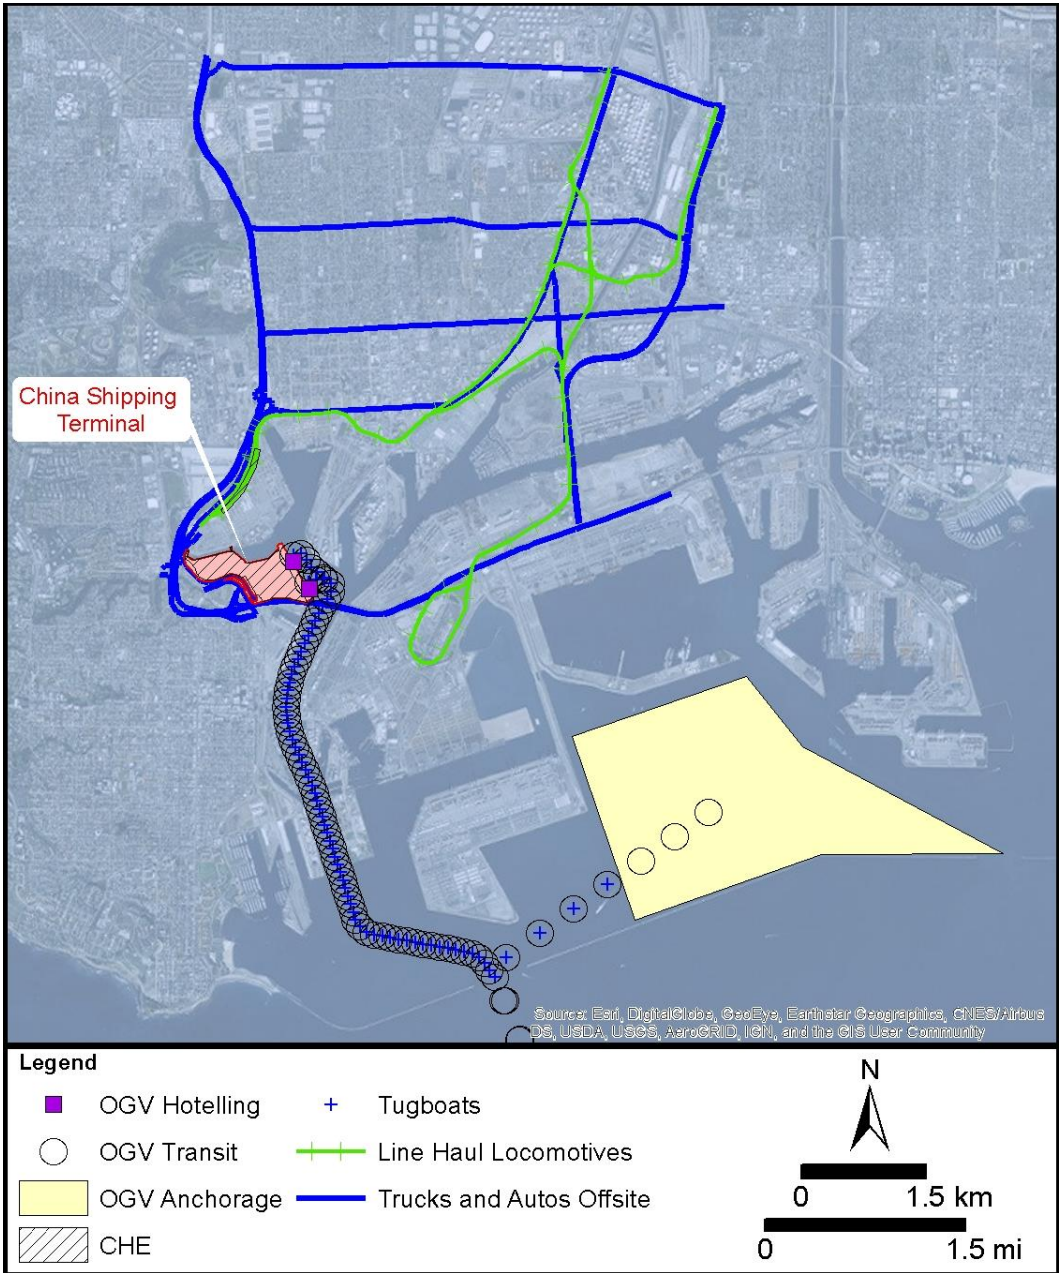 China Shipping
Terminal
Source: Esri, DigitalGlobe, GeoEye, Earthstar Geographics, CNES/Airbus
DS, USDA, USGS, AeroGRID, IGN, and the GIS User Community
Legend
OGV Hotelling
Tugboats
OGV Transit
Line Haul Locomotives
OGV Anchorage
Trucks and Autos Offsite
CHE
N
0 1.5 km
0 1.5 mi